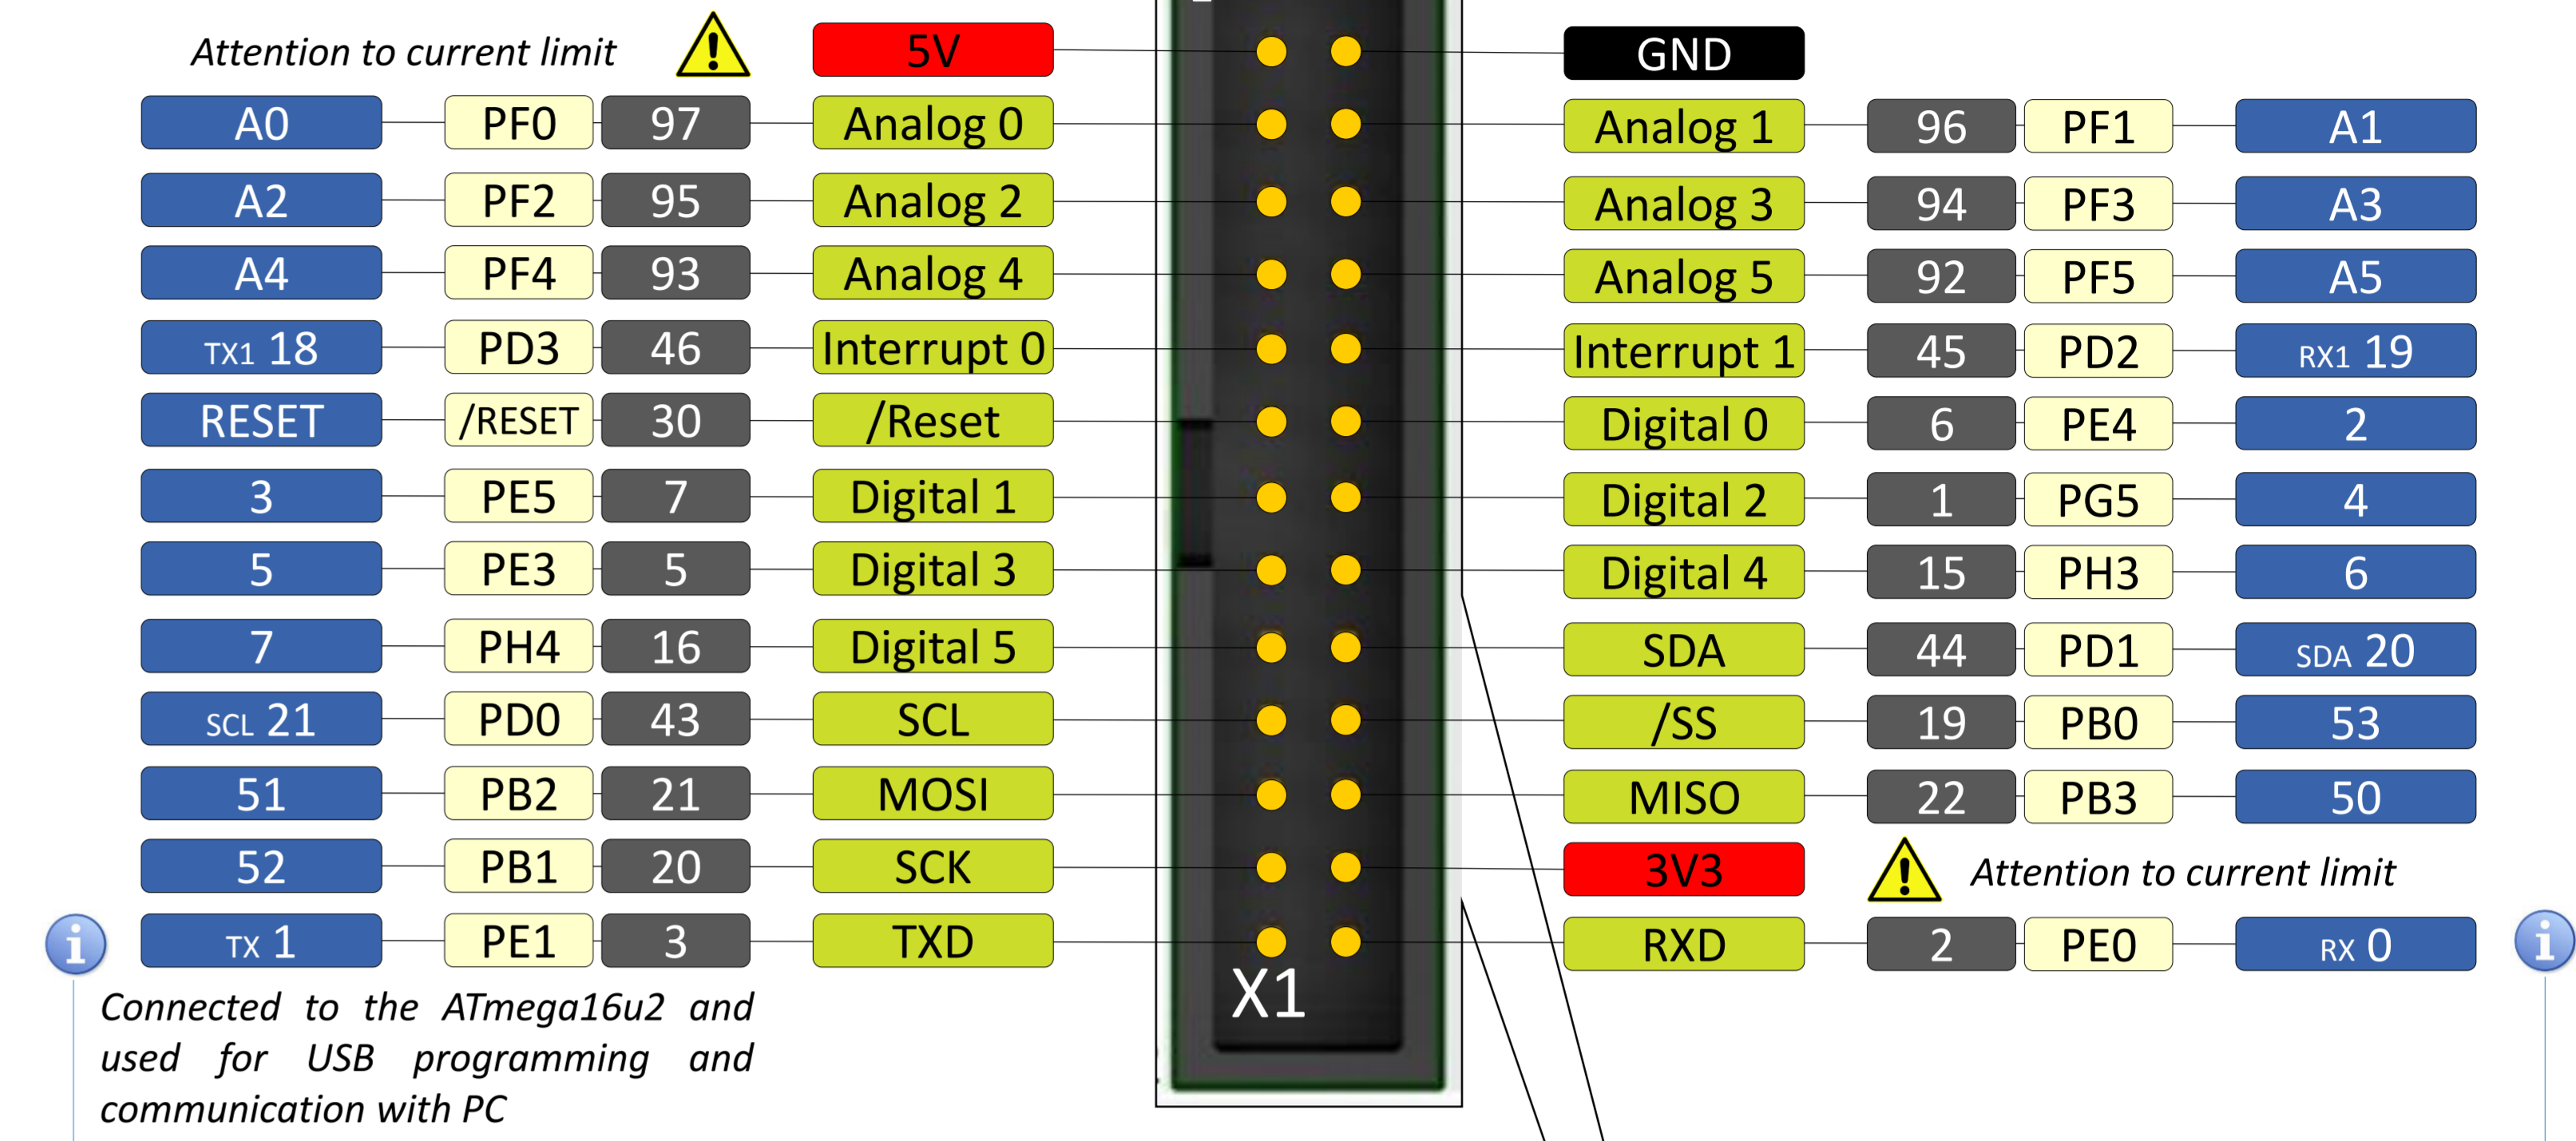 Attention to current limit 5V GND
A0 PF0 97 Analog 0 Analog 1 96 PF1 A1
A2 PF2 95 Analog 2 Analog 3 94 PF3 A3
A4 PF4 93 Analog 4 Analog 5 92 PF5 A5
TX1 18 PD3 46 Interrupt 0 Interrupt 1 45 PD2 RX1 19
RESET /RESET 30 /Reset Digital 0 6 PE4 2
3 PE5 7 Digital 1 Digital 2 1 PG5 4
5 PE3 5 Digital 3 Digital 4 15 PH3 6
7 PH4 16 Digital 5 SDA 44 PD1 SDA 20
SCL 21 PD0 43 SCL /SS 19 PB0 53
51 PB2 21 MOSI MISO 22 PB3 50
52 PB1 20 SCK 3V3 Attention to current limit
TX 1 PE1 3 TXD RXD 2 PE0 RX 0
X1
Connected to the ATmega16u2 and
used for USB programming and
communication with PC